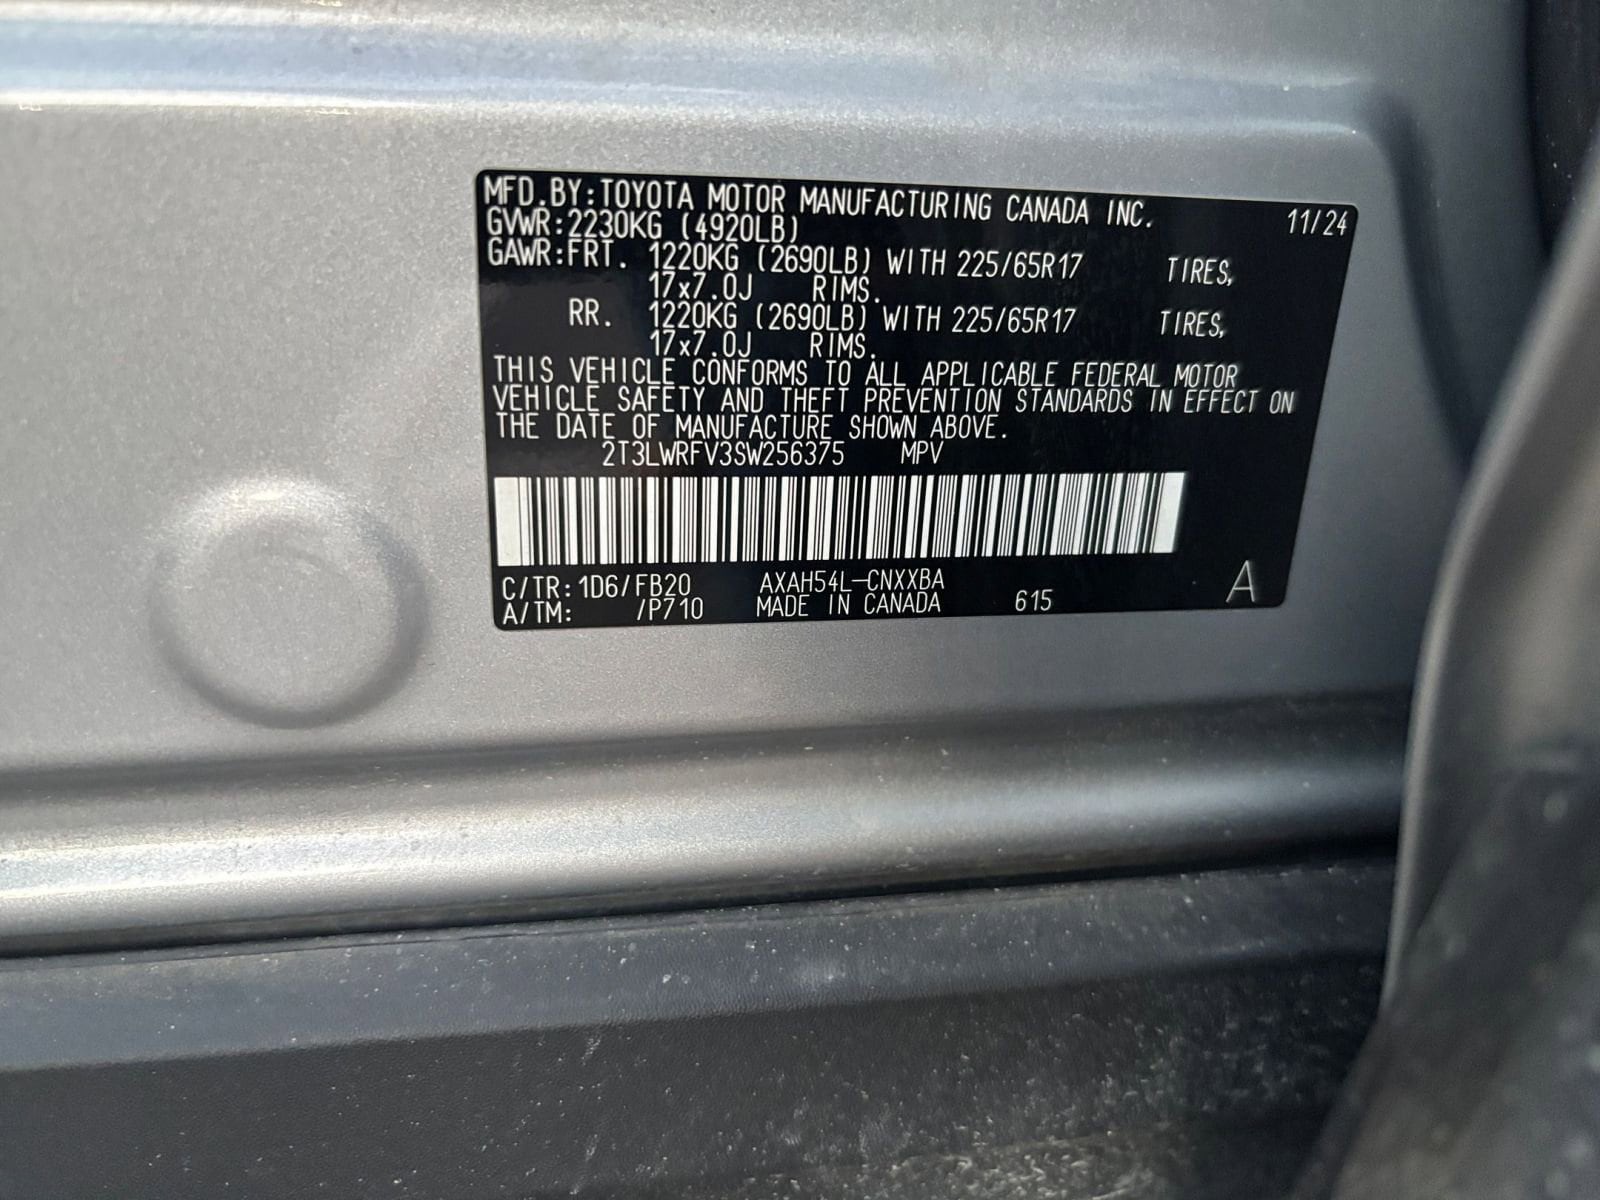 MFD.BY:TOYOTA MOTOR MANUFACTURING CANADA INC. 11/24
GVWR:2230KG (4920LB)
GAWR:FRT. 1220KG (2690LB) WITH 225/65R17 TIRES,
17x7.0J RIMS.
RR. 1220KG (2690LB) WITH 225/65R17 TIRES,
17x7.0J RIMS.
THIS VEHICLE CONFORMS TO ALL APPLICABLE FEDERAL MOTOR
VEHICLE SAFETY AND THEFT PREVENTION STANDARDS IN EFFECT ON
THE DATE OF MANUFACTURE SHOWN ABOVE.
2T3LWRFV3SW256375 MPV
C/TR:1D6/FB20 AXAH54L-CNXXBA
A/TM: /P710 MADE IN CANADA 615 A